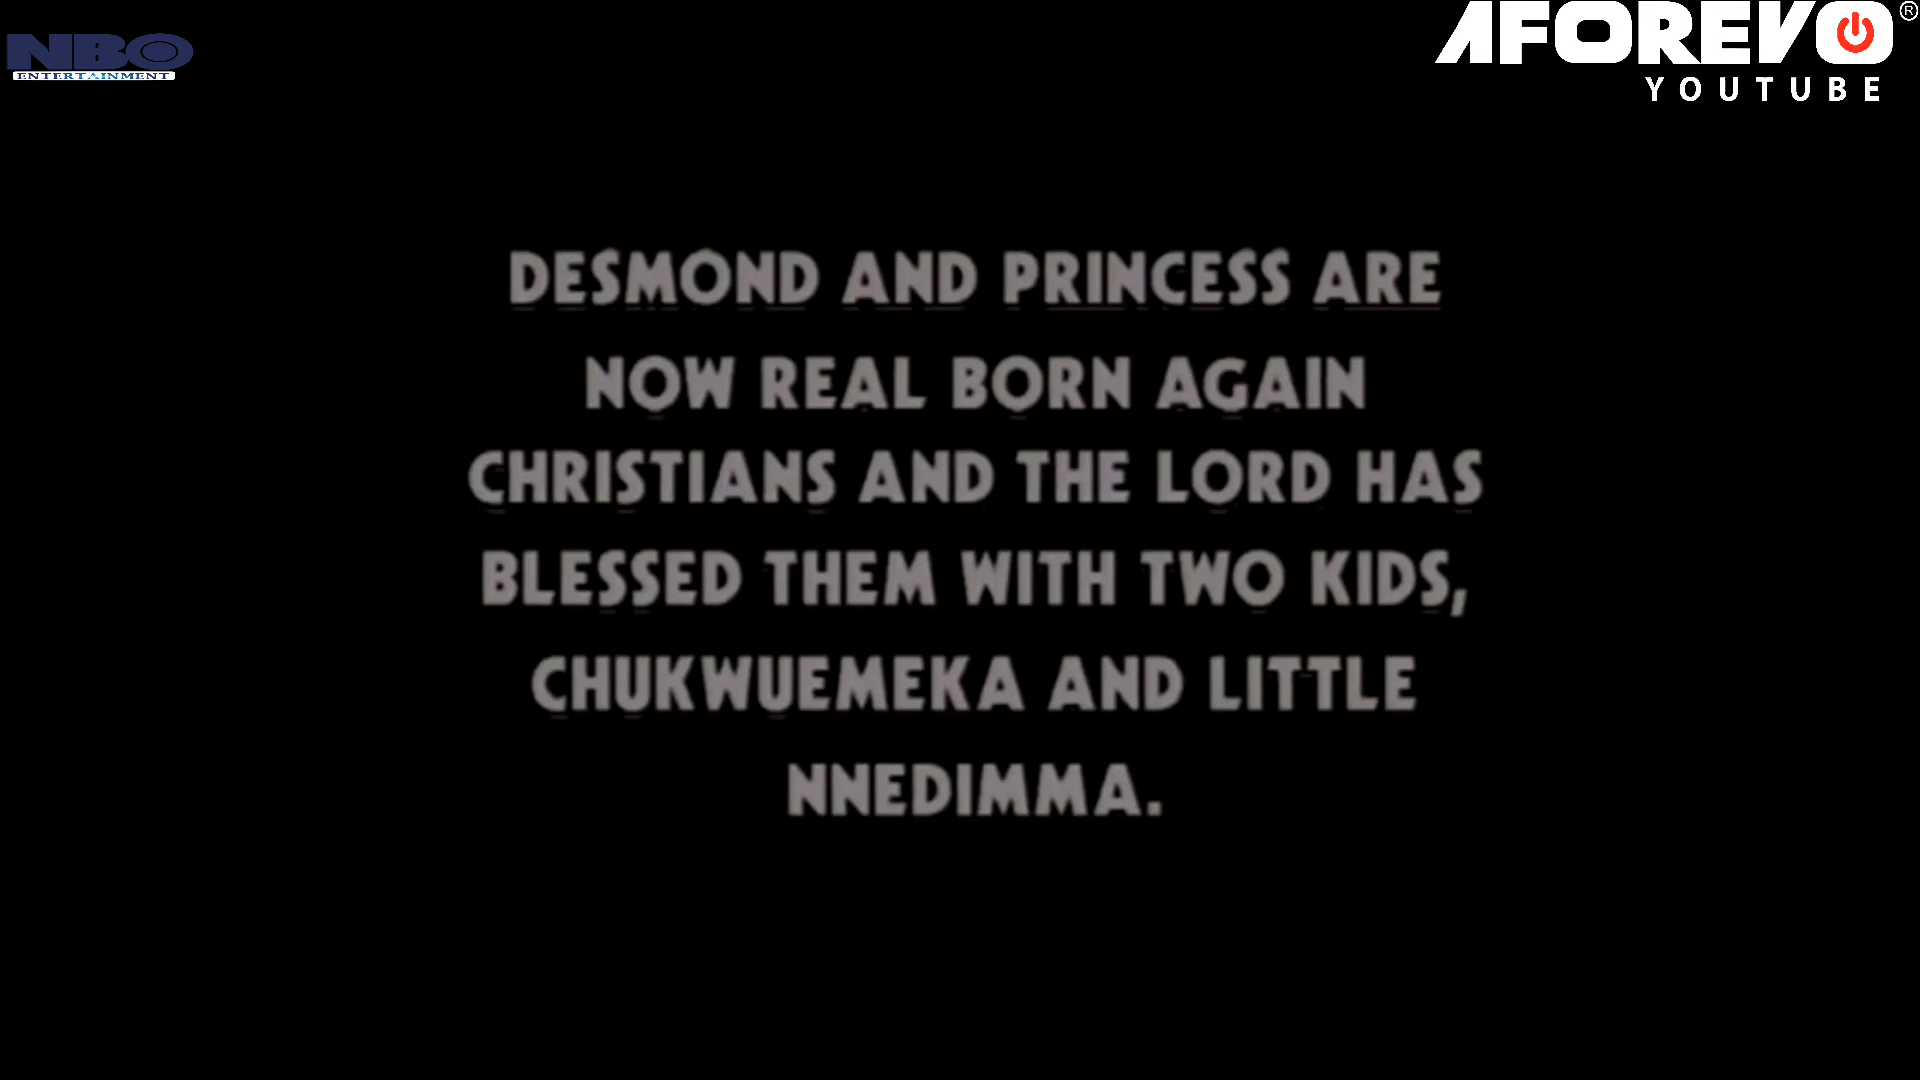 NBO
ENTERTAINMENT
AFOREVO®
YOUTUBE
DESMOND AND PRINCESS ARE
NOW REAL BORN AGAIN
CHRISTIANS AND THE LORD HAS
BLESSED THEM WITH TWO KIDS,
CHUKWUEMEKA AND LITTLE
NNEDIMMA.